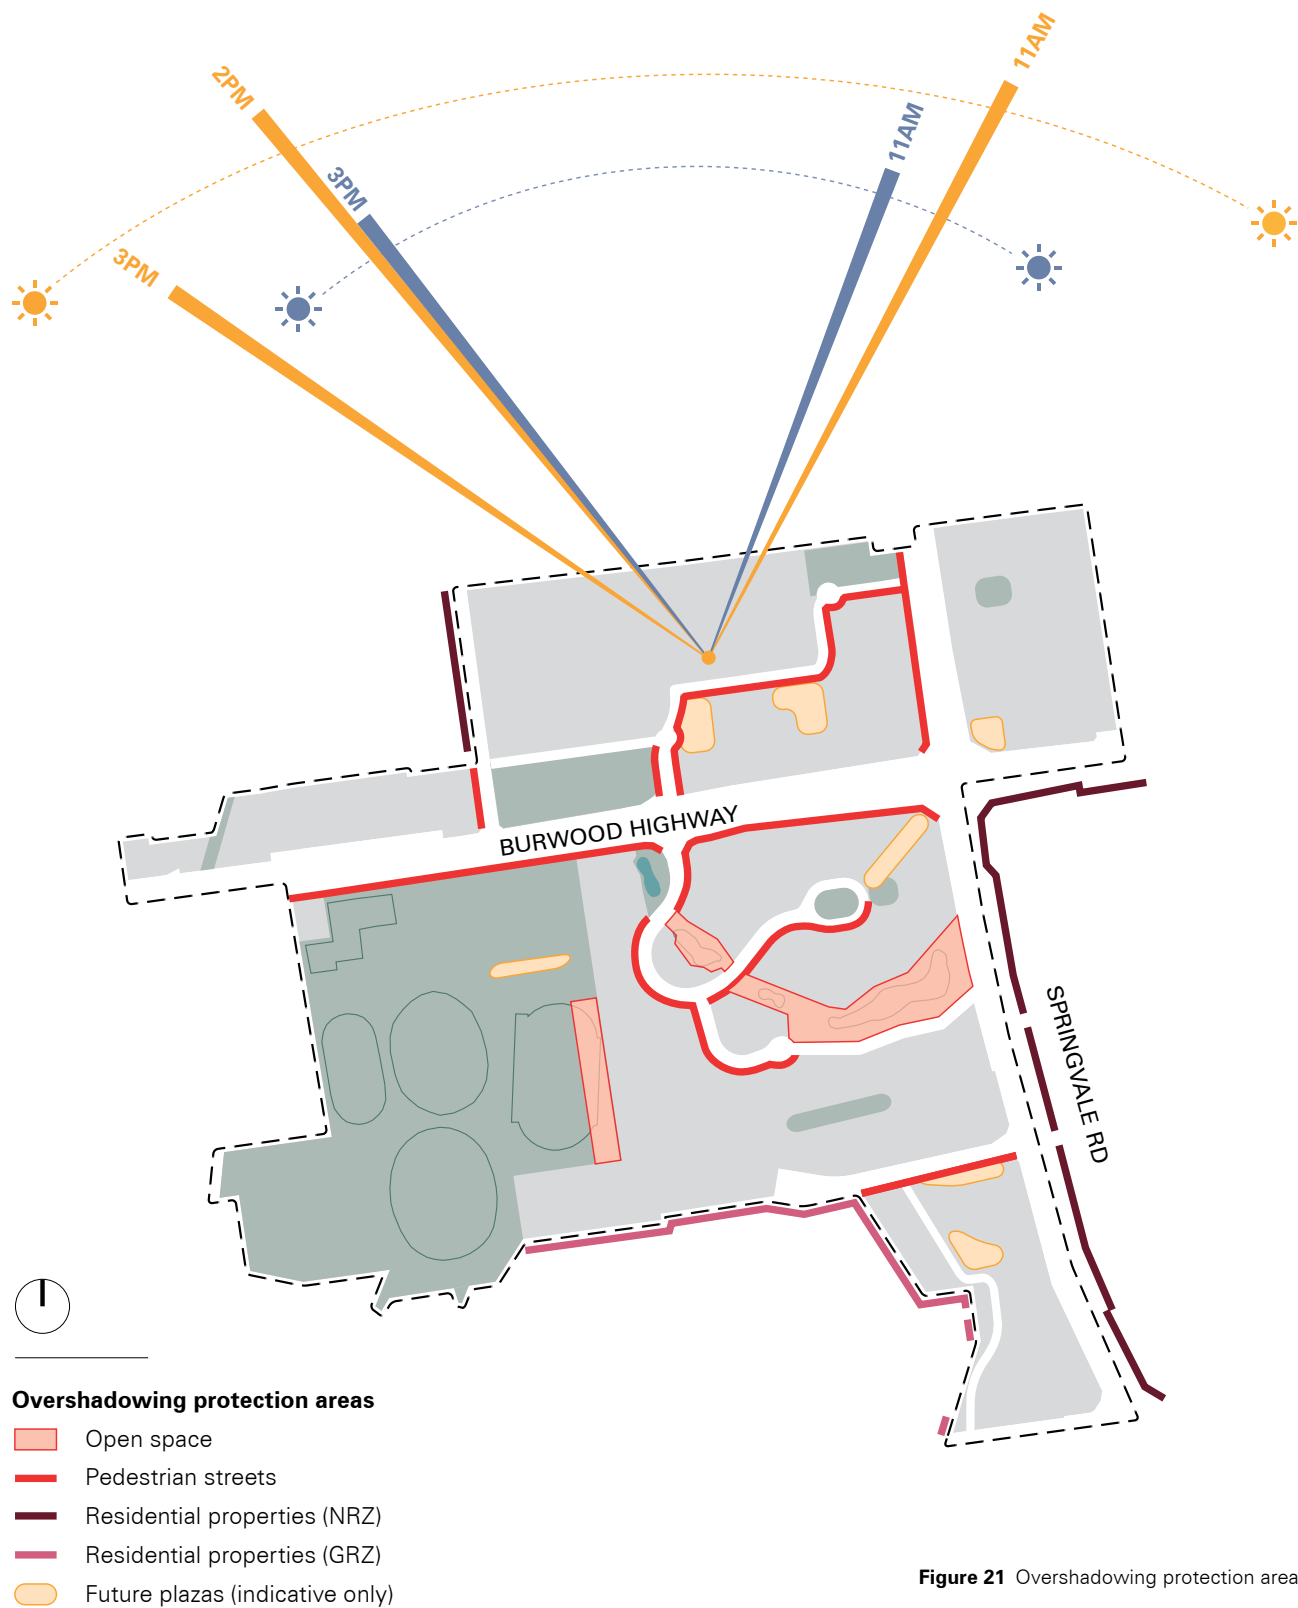 11AM
2PM
11AM
3PM
3PM
BURWOOD HIGHWAY
SPRINGVALE RD
Overshadowing protection areas
Open space
Pedestrian streets
Residential properties (NRZ)
Residential properties (GRZ)
Future plazas (indicative only)
Figure 21 Overshadowing protection area